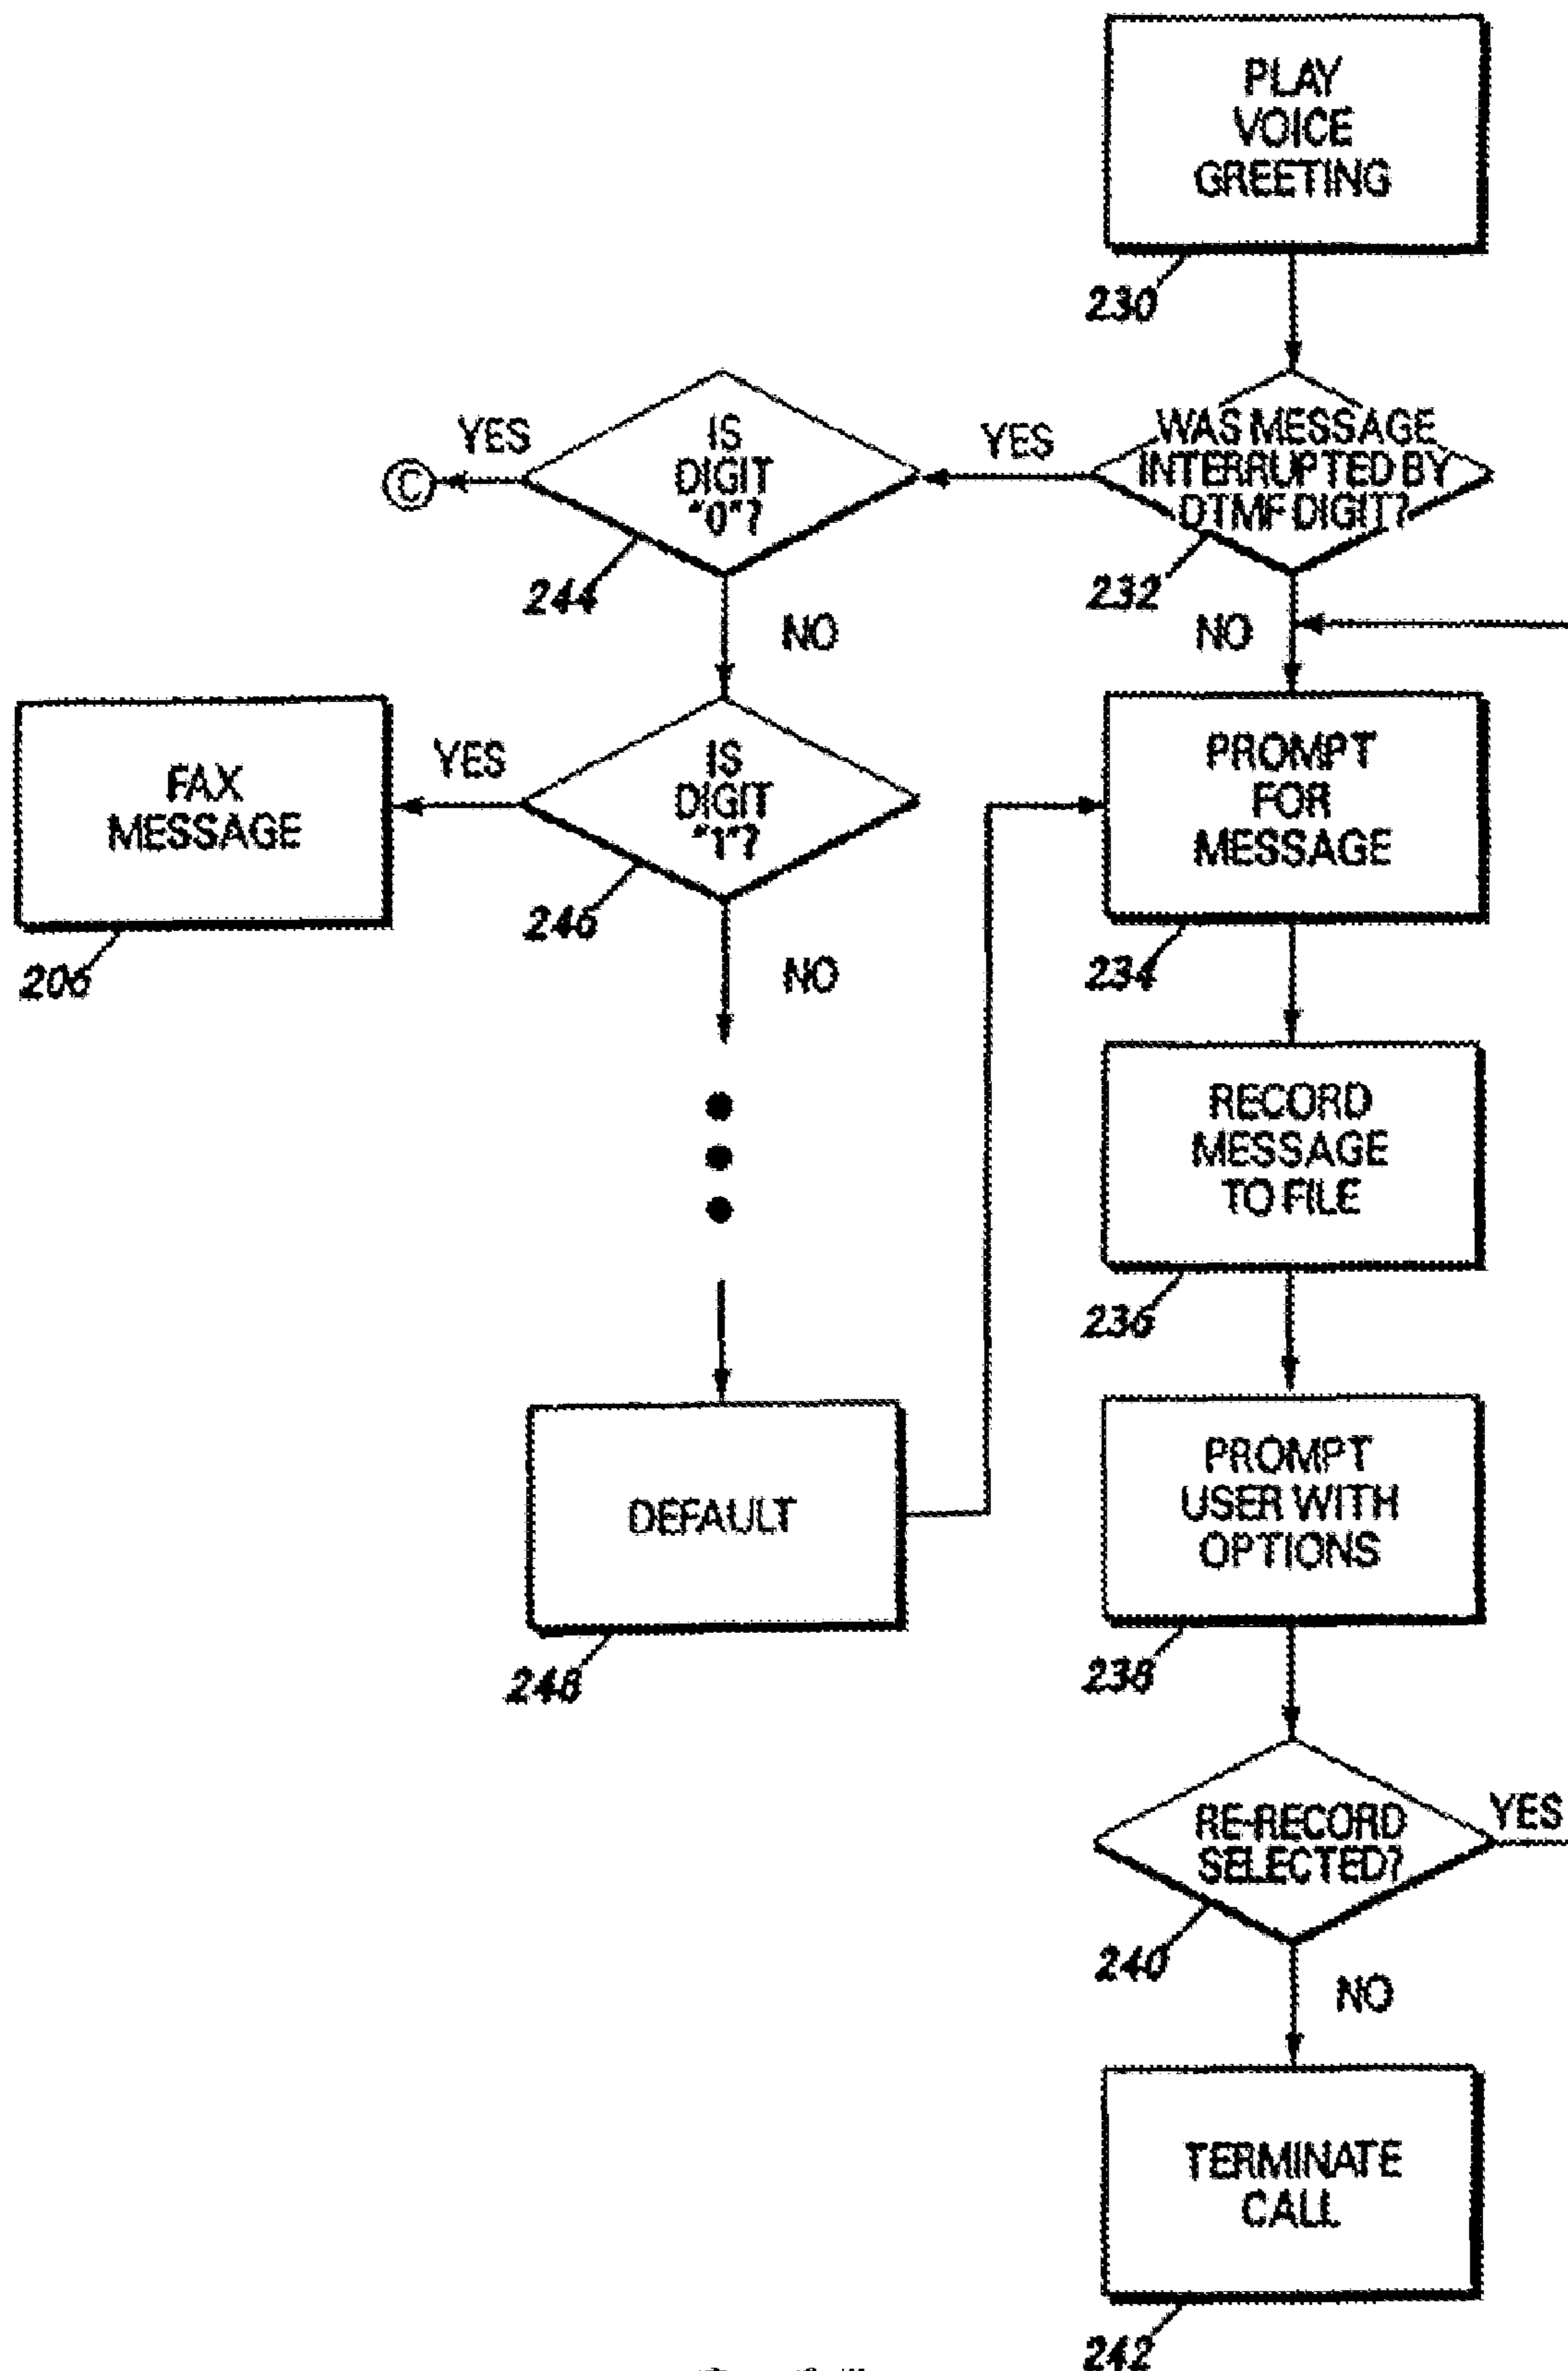 PLAY
VOICE
GREETING
230
WAS MESSAGE
INTERRUPTED BY
DTMF DIGIT?
232
YES
NO
IS
DIGIT
"0"?
244
YES
C
NO
IS
DIGIT
"1"?
246
YES
FAX
MESSAGE
206
NO
DEFAULT
248
PROMPT
FOR
MESSAGE
234
RECORD
MESSAGE
TO FILE
236
PROMPT
USER WITH
OPTIONS
238
RE-RECORD
SELECTED?
240
YES
NO
TERMINATE
CALL
242